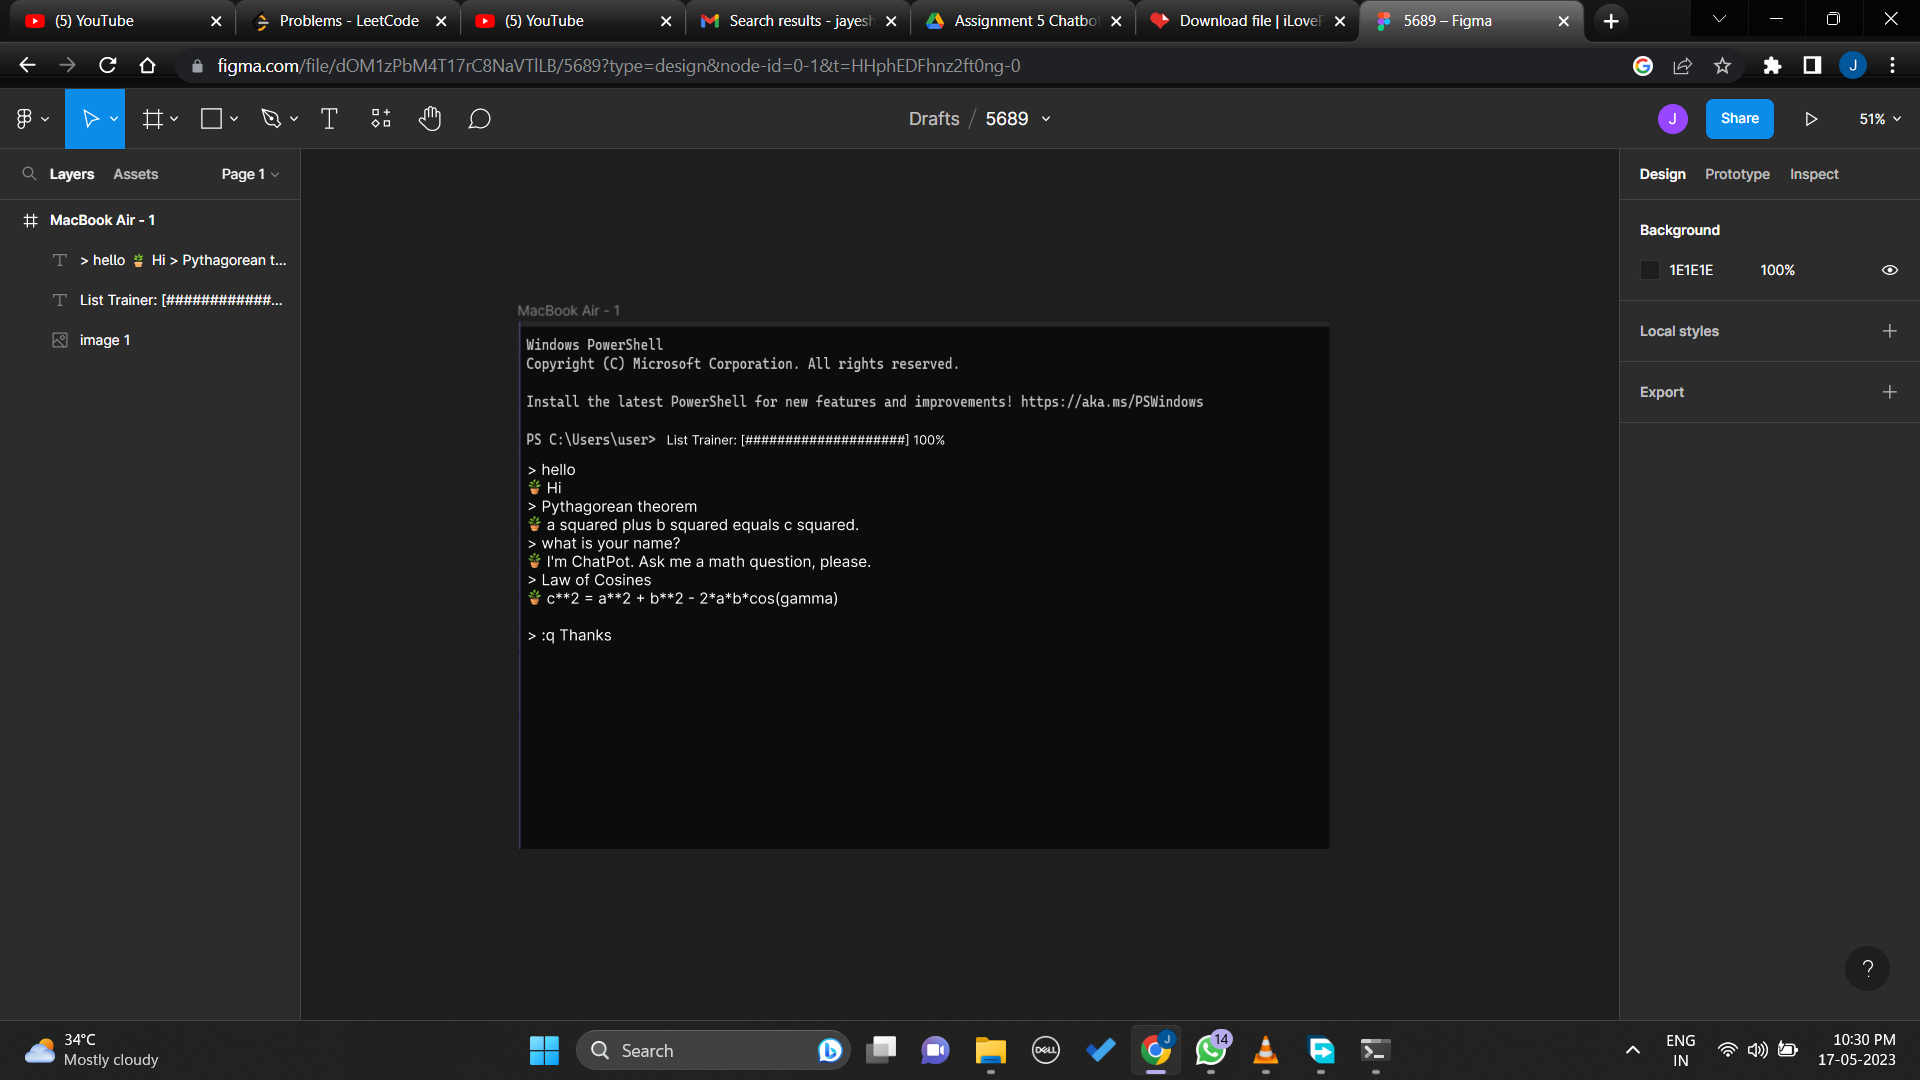 (5) YouTube
Problems - LeetCode
(5) YouTube
Search results - jayesh
Assignment 5 Chatbot
Download file | iLoveP
5689 – Figma
figma.com/file/dOM1zPbM4T17rC8NaVTlLB/5689?type=design&node-id=0-1&t=HHphEDFhnz2ft0ng-0
J
Drafts / 5689
J
Share
51%
Layers
Assets
Page 1
Design
Prototype
Inspect
MacBook Air - 1
> hello 🪴 Hi > Pythagorean t...
List Trainer: [############...
image 1
Background
1E1E1E
100%
Local styles
Export
MacBook Air - 1
Windows PowerShell
Copyright (C) Microsoft Corporation. All rights reserved.
Install the latest PowerShell for new features and improvements! https://aka.ms/PSWindows
PS C:\Users\user> List Trainer: [####################] 100%
> hello
🪴 Hi
> Pythagorean theorem
🪴 a squared plus b squared equals c squared.
> what is your name?
🪴 I'm ChatPot. Ask me a math question, please.
> Law of Cosines
🪴 c**2 = a**2 + b**2 - 2*a*b*cos(gamma)
> :q Thanks
?
34°C
Mostly cloudy
Search
DELL
J
14
ENG
IN
10:30 PM
17-05-2023